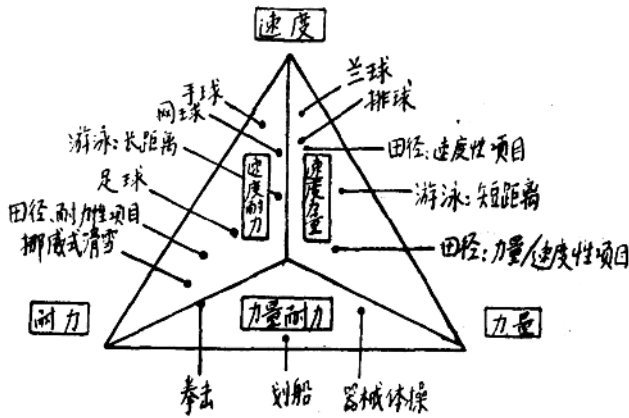 速度
兰球
手球
排球
网球
田径:速度性项目
游泳:长距离
速度耐力
速度力量
足球
游泳:短距离
田径、耐力性项目
田径:力量/速度性项目
挪威式滑雪
耐力
力量耐力
力量
拳击
划船
器械体操